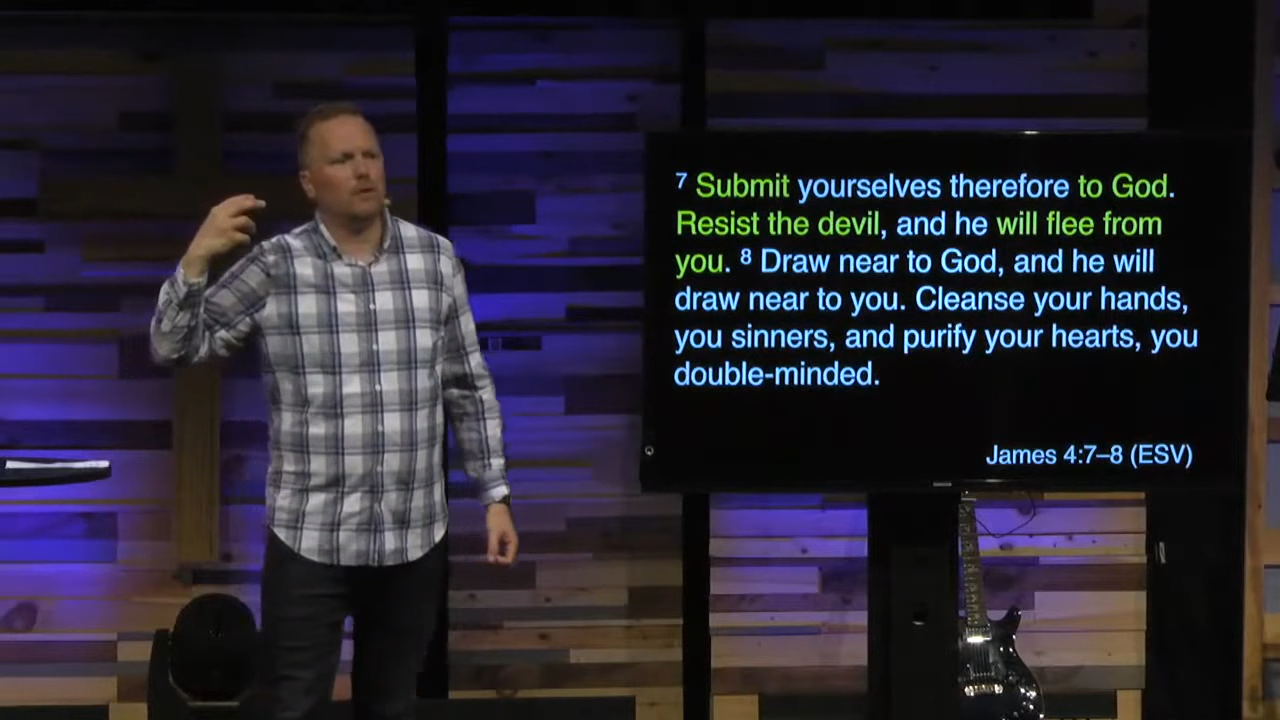 7 Submit yourselves therefore to God.
Resist the devil, and he will flee from
you. 8 Draw near to God, and he will
draw near to you. Cleanse your hands,
you sinners, and purify your hearts, you
double-minded.
James 4:7–8 (ESV)